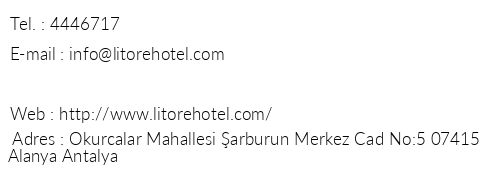 Tel. : 4446717
E-mail : info@litorehotel.com
Web : http://www.litorehotel.com/
Adres : Okurcalar Mahallesi Şarburun Merkez Cad No:5 07415
Alanya Antalya